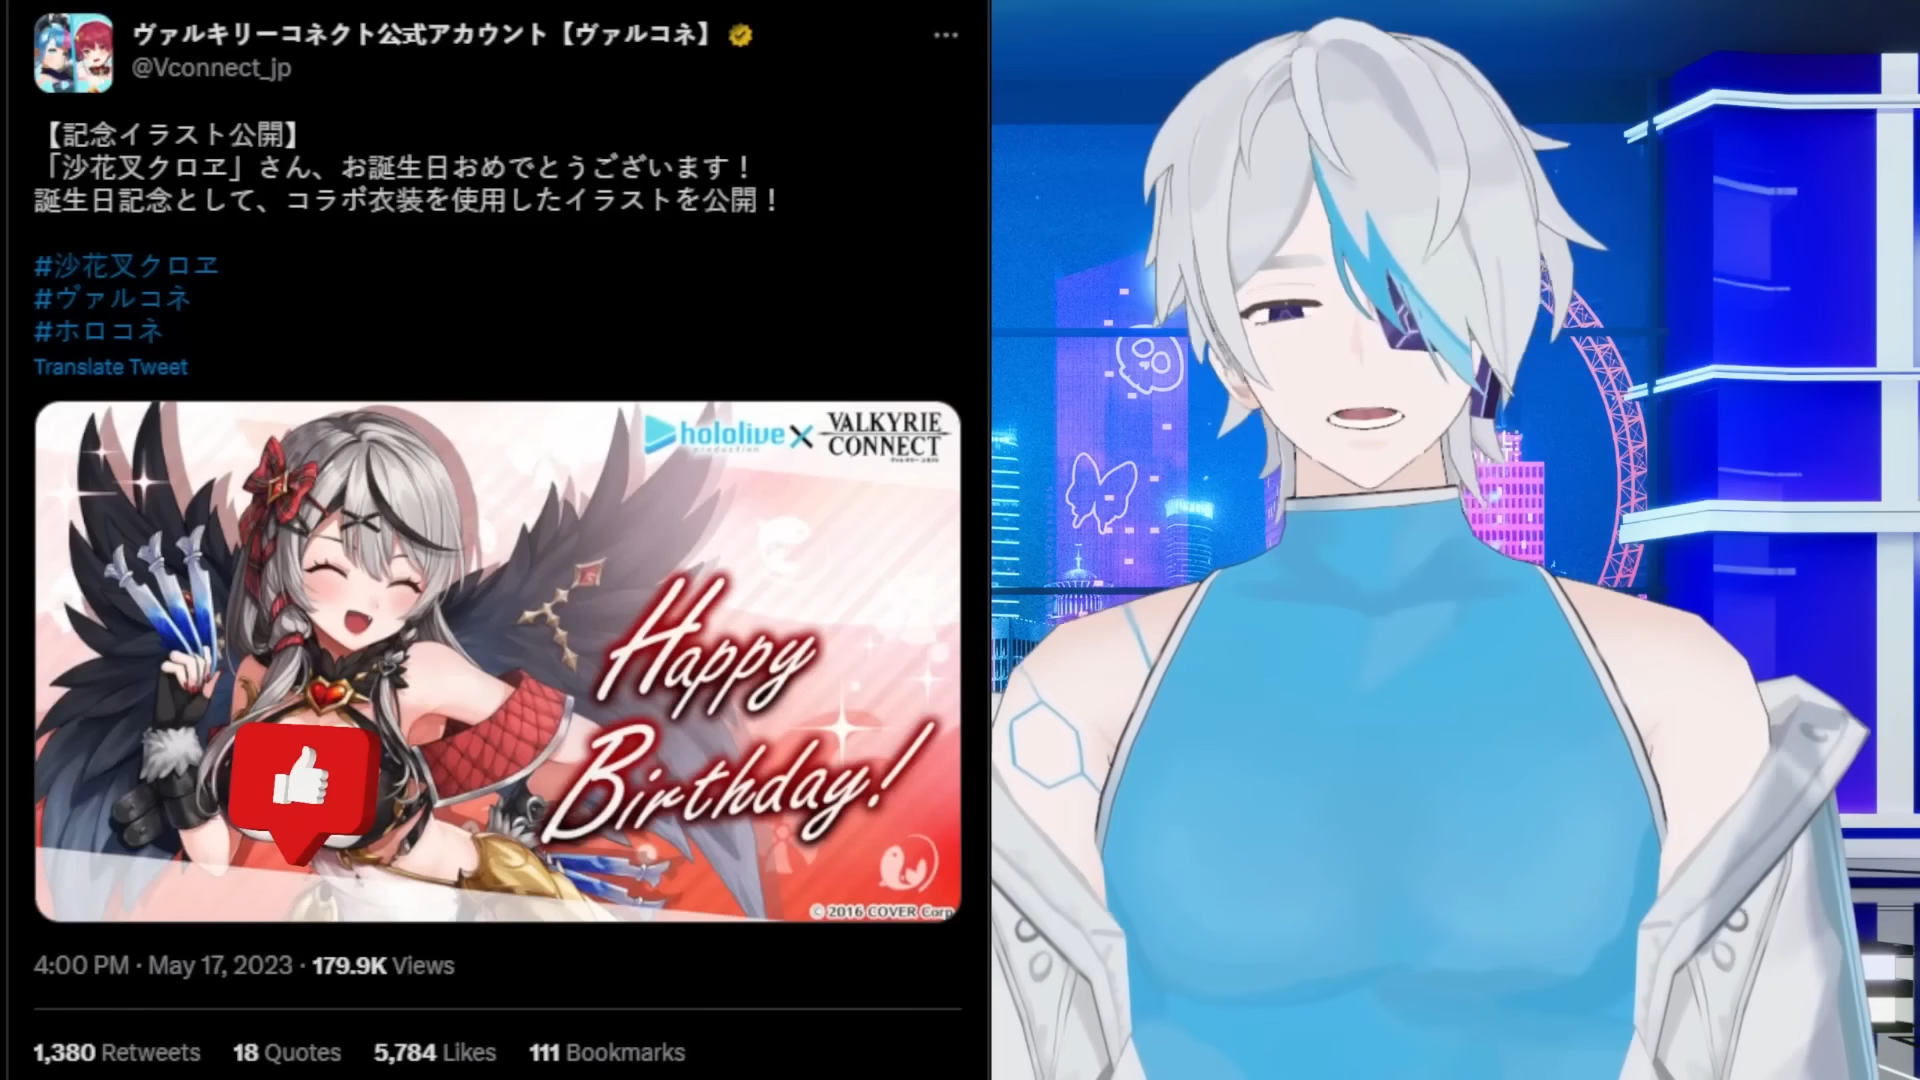 ヴァルキリーコネクト公式アカウント【ヴァルコネ】
@Vconnect_jp
【記念イラスト公開】
「沙花叉クロヱ」さん、お誕生日おめでとうございます！
誕生日記念として、コラボ衣装を使用したイラストを公開！
#沙花叉クロヱ
#ヴァルコネ
#ホロコネ
Translate Tweet
hololive production × VALKYRIE CONNECT
Happy
Birthday!
© 2016 COVER Corp
4:00 PM · May 17, 2023 · 179.9K Views
1,380 Retweets 18 Quotes 5,784 Likes 111 Bookmarks